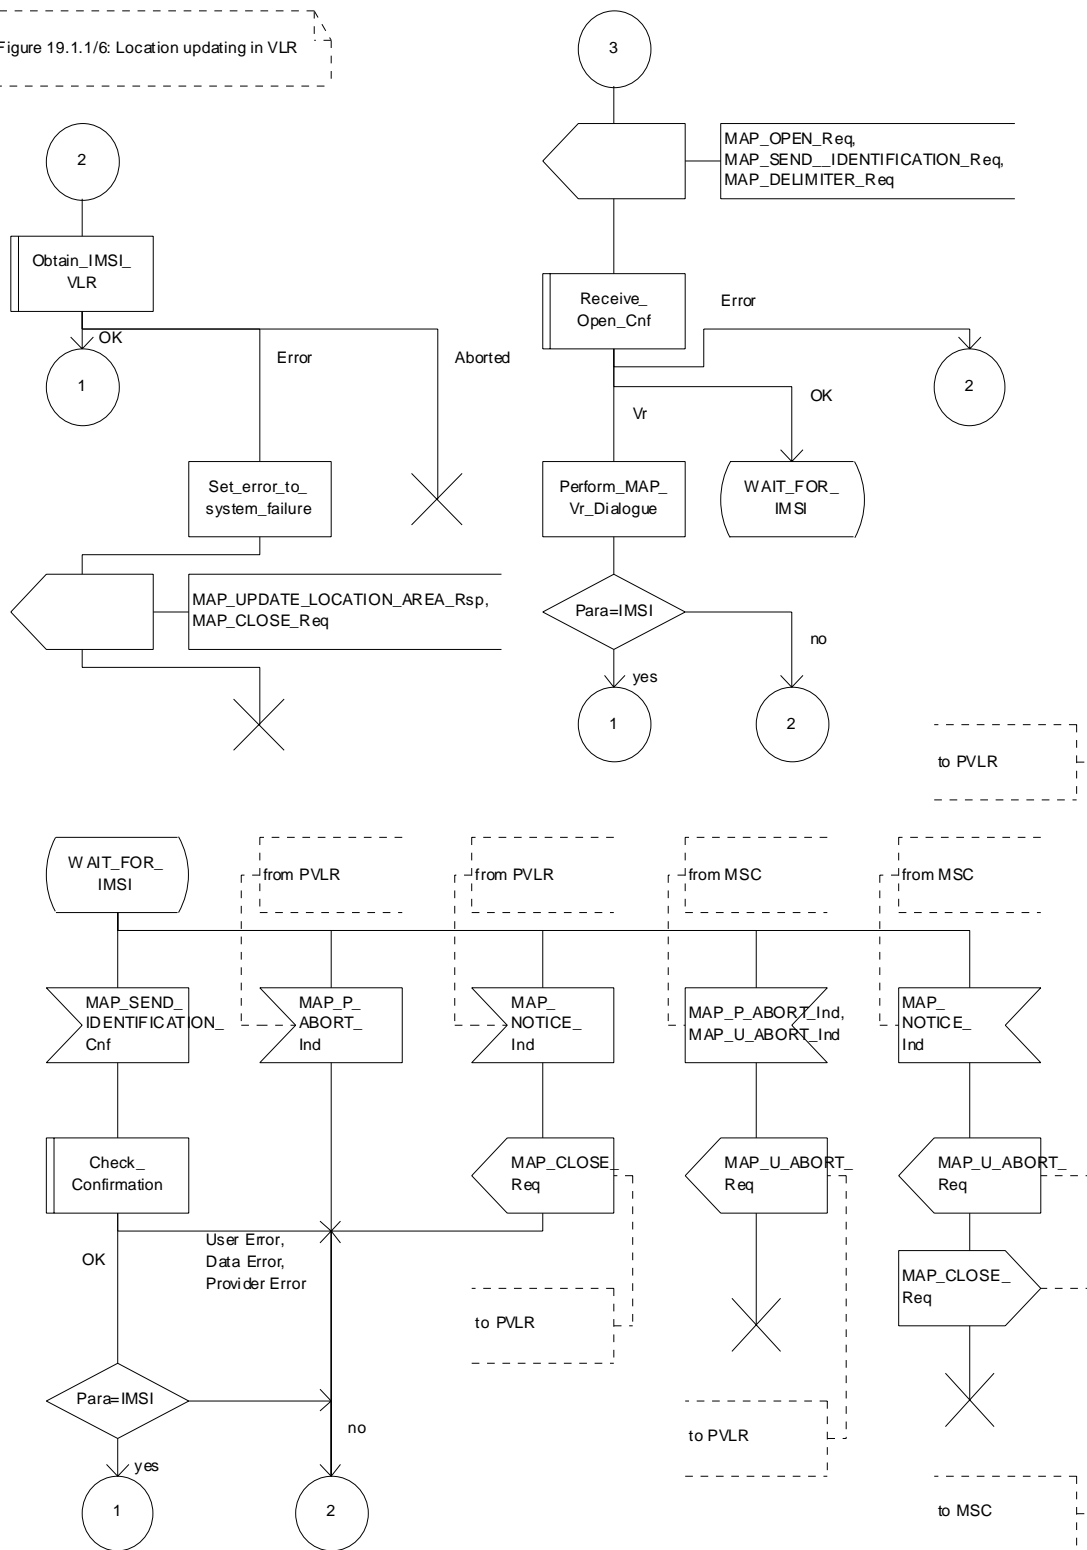 Figure 19.1.1/6: Location updating in VLR
3
2
MAP_OPEN_Req,
MAP_SEND__IDENTIFICATION_Req,
MAP_DELIMITER_Req
Obtain_IMSI_
VLR
Receive_
Open_Cnf
Error
OK
1
Error
Aborted
2
Vr
OK
Set_error_to_
system_failure
Perform_MAP_
Vr_Dialogue
WAIT_FOR_
IMSI
MAP_UPDATE_LOCATION_AREA_Rsp,
MAP_CLOSE_Req
Para=IMSI
no
yes
1
2
to PVLR
WAIT_FOR_
IMSI
from PVLR
from PVLR
from MSC
from MSC
MAP_SEND_
IDENTIFICATION_
Cnf
MAP_P_
ABORT_
Ind
MAP_
NOTICE_
Ind
MAP_P_ABORT_Ind,
MAP_U_ABORT_Ind
MAP_
NOTICE_
Ind
Check_
Confirmation
MAP_CLOSE_
Req
MAP_U_ABORT_
Req
MAP_U_ABORT_
Req
OK
User Error,
Data Error,
Provider Error
MAP_CLOSE_
Req
to PVLR
Para=IMSI
no
to PVLR
yes
1
2
to MSC